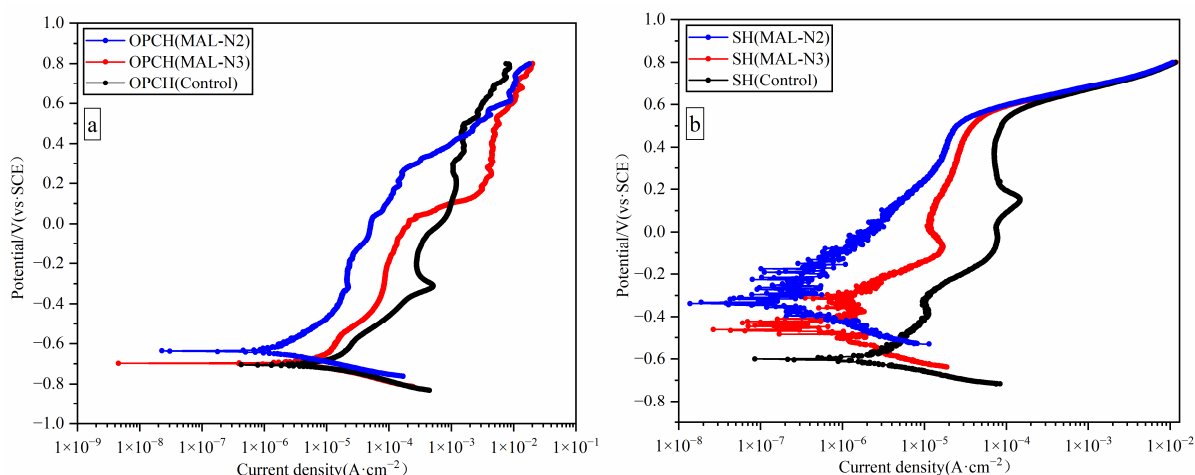 OPCH(MAL-N2)
OPCH(MAL-N3)
OPCH(Control)
a
1.0
0.8
0.6
0.4
0.2
0.0
−0.2
−0.4
−0.6
−0.8
−1.0
Potential/V(vs·SCE)
1×10⁻⁹ 1×10⁻⁸ 1×10⁻⁷ 1×10⁻⁶ 1×10⁻⁵ 1×10⁻⁴ 1×10⁻³ 1×10⁻² 1×10⁻¹
Current density(A·cm⁻²)
SH(MAL-N2)
SH(MAL-N3)
SH(Control)
b
1.0
0.8
0.6
0.4
0.2
0.0
−0.2
−0.4
−0.6
−0.8
Potential/V(vs·SCE)
1×10⁻⁸ 1×10⁻⁷ 1×10⁻⁶ 1×10⁻⁵ 1×10⁻⁴ 1×10⁻³ 1×10⁻²
Current density(A·cm⁻²)